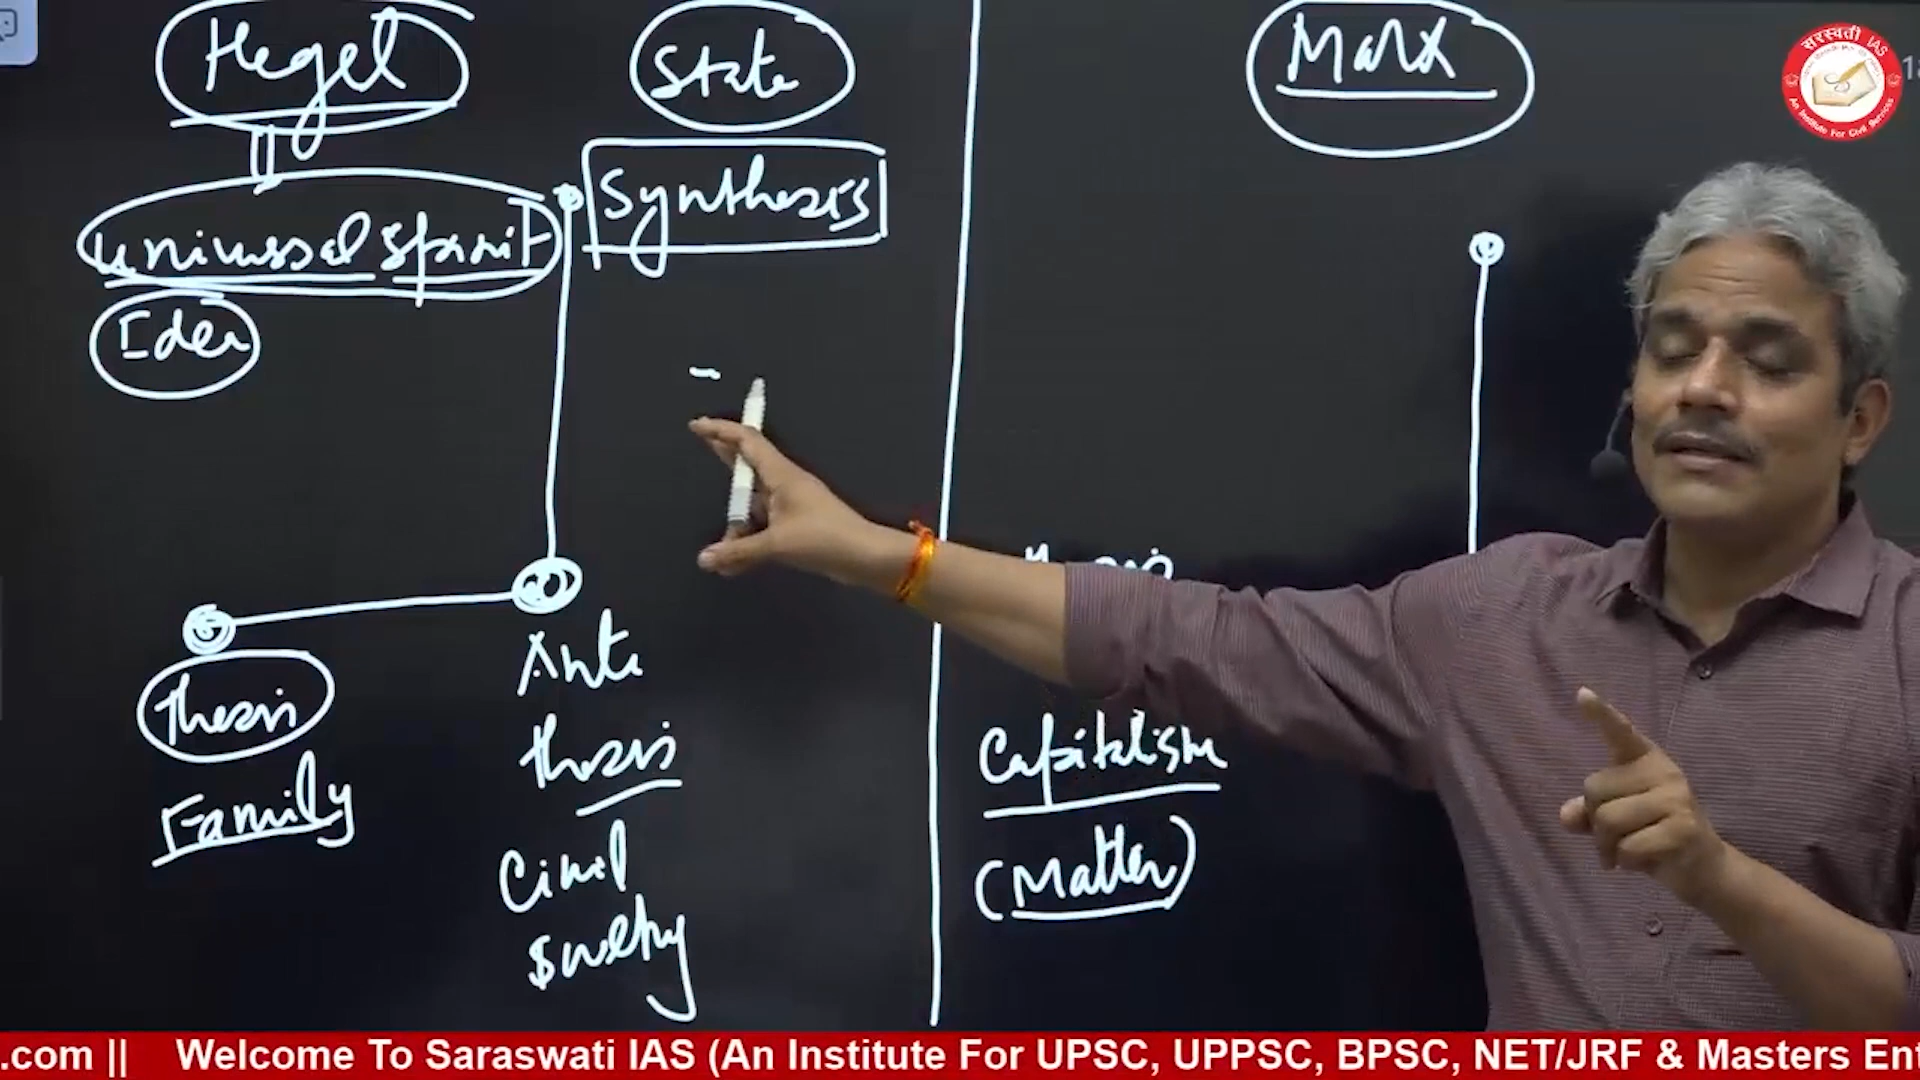 Hegel
State
Universal Spirit
Synthesis
Idea
Thesis
Family
Ante
thesis
Civil
Society
Marx
Capitalism
(Matter)
सरस्वती IAS
An Institute For Civil Services
.com || Welcome To Saraswati IAS (An Institute For UPSC, UPPSC, BPSC, NET/JRF & Masters Ent